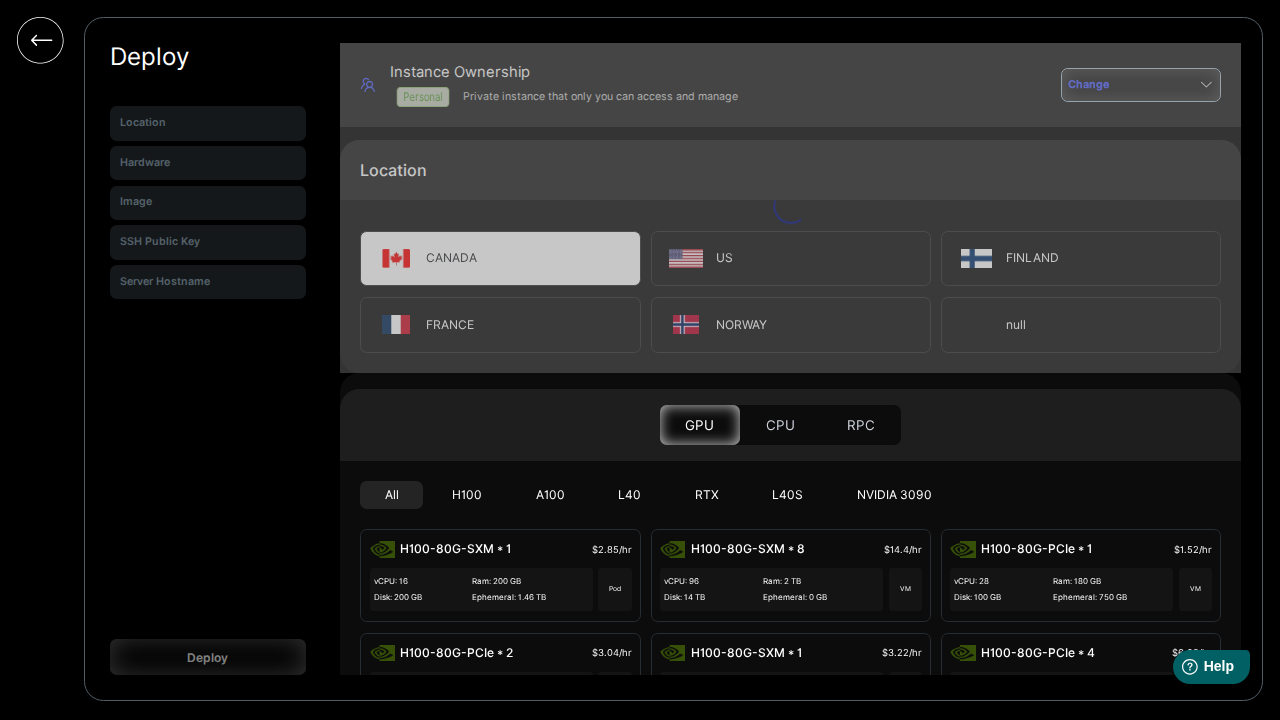 Deploy
Location
Hardware
Image
SSH Public Key
Server Hostname
Deploy
Instance Ownership
Personal
Private instance that only you can access and manage
Change
Location
CANADA
US
FINLAND
FRANCE
NORWAY
null
GPU CPU RPC
All H100 A100 L40 RTX L40S NVIDIA 3090
H100-80G-SXM * 1 $2.85/hr
vCPU: 16 Ram: 200 GB
Disk: 200 GB Ephemeral: 1.46 TB
Pod
H100-80G-SXM * 8 $14.4/hr
vCPU: 96 Ram: 2 TB
Disk: 14 TB Ephemeral: 0 GB
VM
H100-80G-PCIe * 1 $1.52/hr
vCPU: 28 Ram: 180 GB
Disk: 100 GB Ephemeral: 750 GB
VM
H100-80G-PCIe * 2 $3.04/hr
H100-80G-SXM * 1 $3.22/hr
H100-80G-PCIe * 4
Help